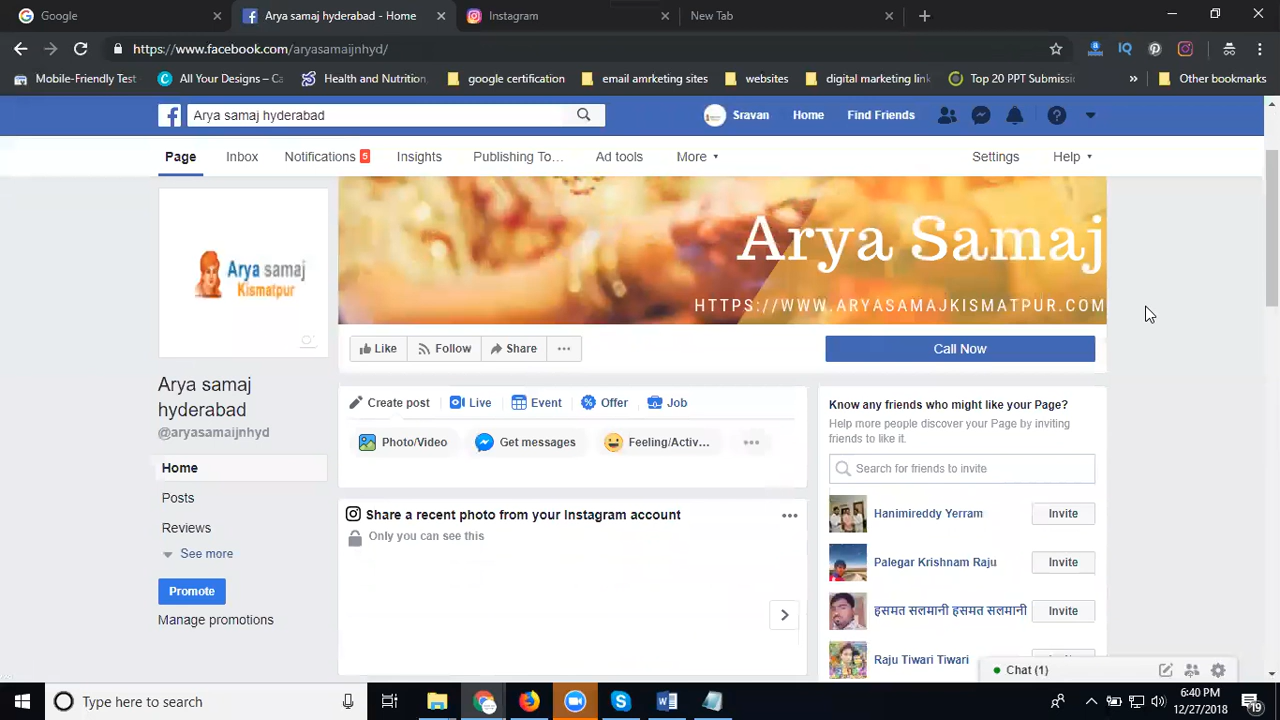 Google
Arya samaj hyderabad - Home
Instagram
New Tab
https://www.facebook.com/aryasamaijnhyd/
Mobile-Friendly Test
All Your Designs – Ca
Health and Nutrition,
google certification
email amrketing sites
websites
digital marketing link
Top 20 PPT Submissic
Other bookmarks
Arya samaj hyderabad
Sravan
Home
Find Friends
Page
Inbox
Notifications 5
Insights
Publishing To...
Ad tools
More
Settings
Help
Arya samaj
Kismatpur
Arya Samaj
HTTPS://WWW.ARYASAMAJKISMATPUR.COM
Like
Follow
Share
Call Now
Arya samaj
hyderabad
@aryasamaijnhyd
Home
Posts
Reviews
See more
Promote
Manage promotions
Create post
Live
Event
Offer
Job
Photo/Video
Get messages
Feeling/Activ...
Share a recent photo from your Instagram account
Only you can see this
Know any friends who might like your Page?
Help more people discover your Page by inviting
friends to like it.
Search for friends to invite
Hanimireddy Yerram Invite
Palegar Krishnam Raju Invite
हसमत सलमानी हसमत सलमानी Invite
Raju Tiwari Tiwari
Chat (1)
Type here to search
6:40 PM
12/27/2018
19